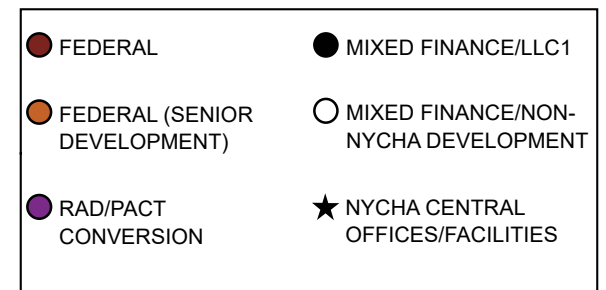 FEDERAL
FEDERAL (SENIOR
DEVELOPMENT)
RAD/PACT
CONVERSION
MIXED FINANCE/LLC1
MIXED FINANCE/NON-
NYCHA DEVELOPMENT
NYCHA CENTRAL
OFFICES/FACILITIES